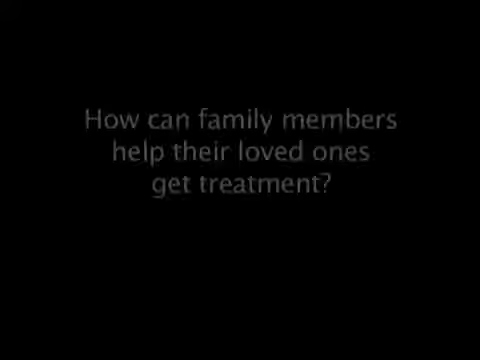 How can family members
help their loved ones
get treatment?